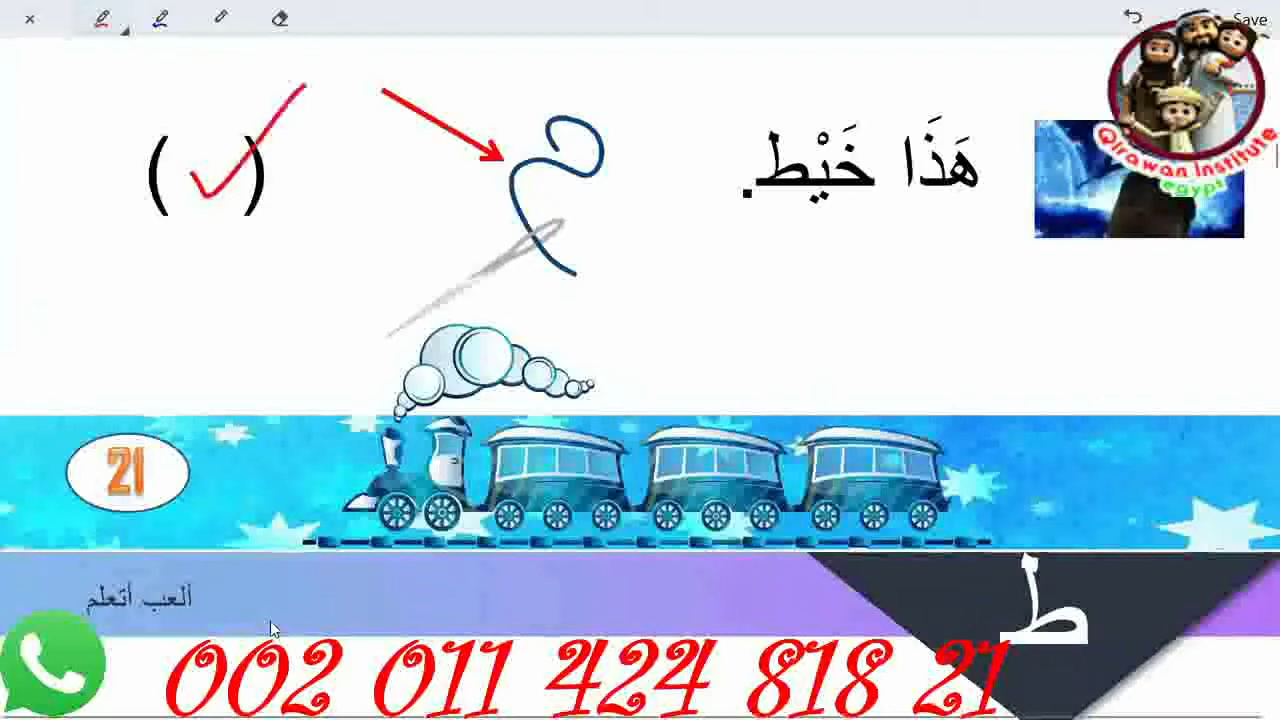 Save
Qirawan Institute
egypt
هَذَا خَيْط.
( ✓ )
21
ألعب أتعلم
ط
002 011 424 818 21